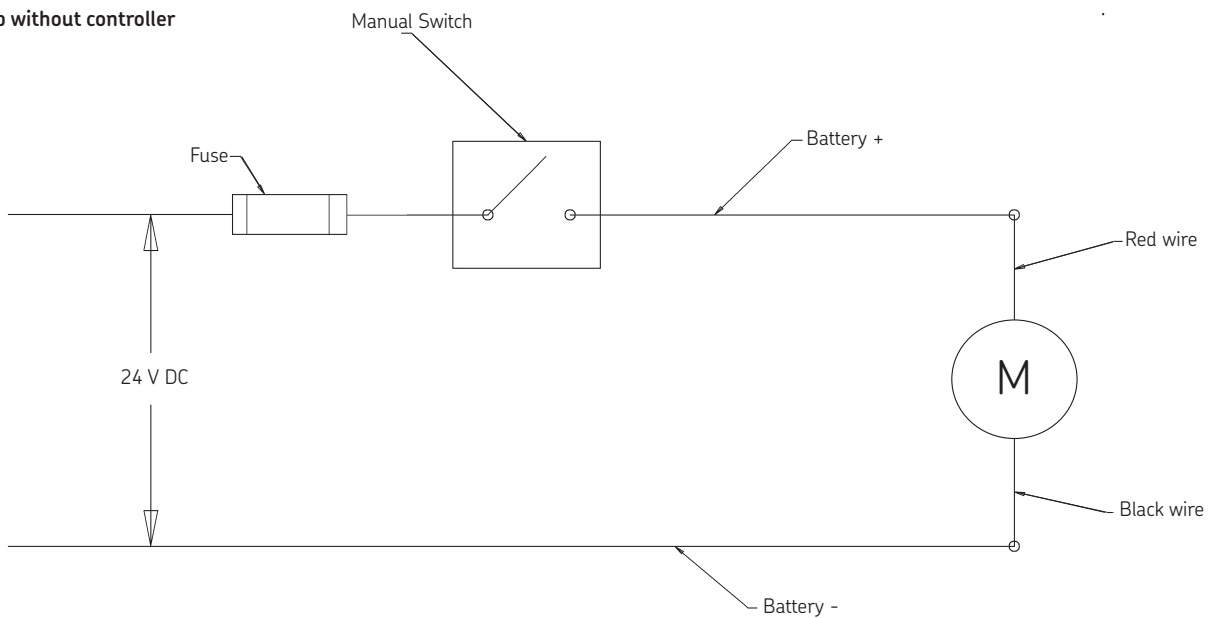 without controller
Manual Switch
Battery +
Fuse
Red wire
24 V DC
M
Black wire
Battery -